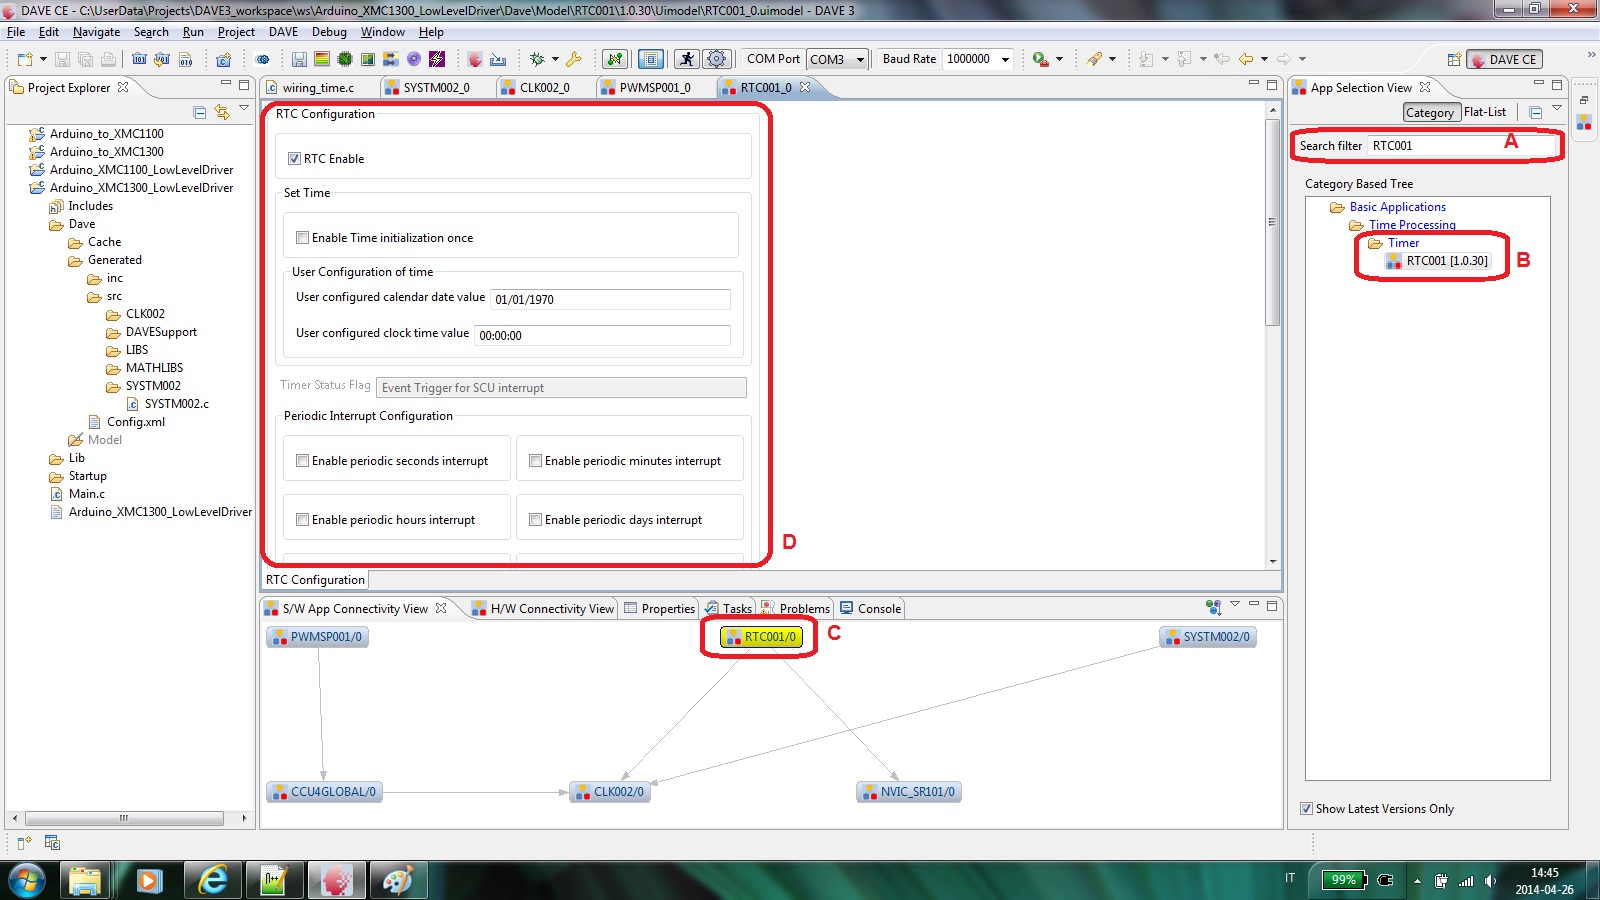 DAVE CE - C:\UserData\Projects\DAVE3_workspace\ws\Arduino_XMC1300_LowLevelDriver\Dave\Model\RTC001\1.0.30\Uimodel\RTC001_0.uimodel - DAVE 3
File Edit Navigate Search Run Project DAVE Debug Window Help
COM Port COM3 Baud Rate 1000000 DAVE CE
Project Explorer
Arduino_to_XMC1100
Arduino_to_XMC1300
Arduino_XMC1100_LowLevelDriver
Arduino_XMC1300_LowLevelDriver
Includes
Dave
Cache
Generated
inc
src
CLK002
DAVESupport
LIBS
MATHLIBS
SYSTM002
SYSTM002.c
Config.xml
Model
Lib
Startup
Main.c
Arduino_XMC1300_LowLevelDriver
wiring_time.c SYSTM002_0 CLK002_0 PWMSP001_0 RTC001_0
RTC Configuration
RTC Enable
Set Time
Enable Time initialization once
User Configuration of time
User configured calendar date value 01/01/1970
User configured clock time value 00:00:00
Timer Status Flag Event Trigger for SCU interrupt
Periodic Interrupt Configuration
Enable periodic seconds interrupt Enable periodic minutes interrupt
Enable periodic hours interrupt Enable periodic days interrupt
D
RTC Configuration
S/W App Connectivity View H/W Connectivity View Properties Tasks Problems Console
PWMSP001/0 RTC001/0 C SYSTM002/0
CCU4GLOBAL/0 CLK002/0 NVIC_SR101/0
App Selection View
Category Flat-List
Search filter RTC001 A
Category Based Tree
Basic Applications
Time Processing
Timer
RTC001 [1.0.30] B
Show Latest Versions Only
IT 99% 14:45
2014-04-26